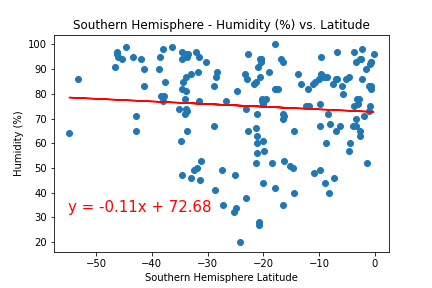 Southern Hemisphere - Humidity (%) vs. Latitude
100
90
80
70
60
50
40
30
20
Humidity (%)
y = -0.11x + 72.68
−50 −40 −30 −20 −10 0
Southern Hemisphere Latitude